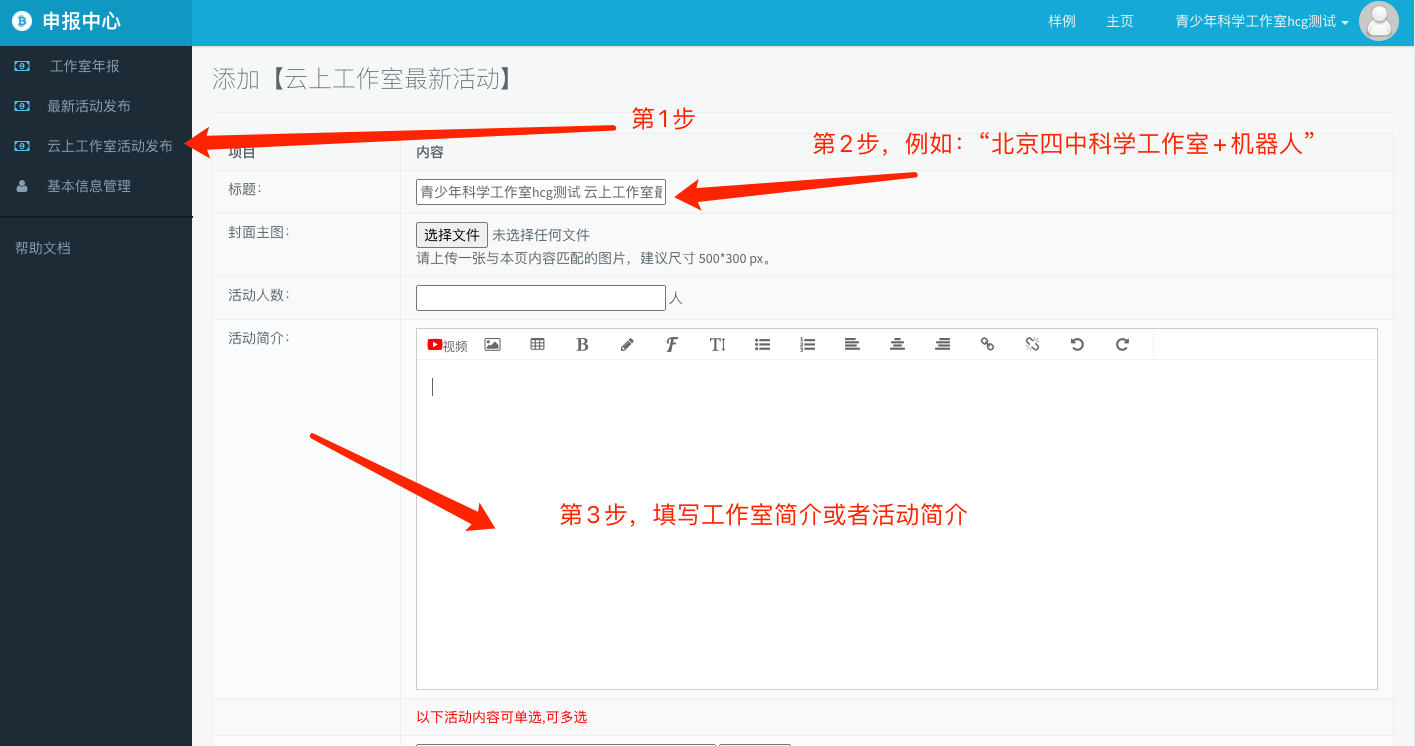 申报中心
样例 主页 青少年科学工作室hcg测试
工作室年报
最新活动发布
云上工作室活动发布
基本信息管理
帮助文档
添加【云上工作室最新活动】
第1步
第2步，例如：“北京四中科学工作室+机器人”
项目 内容
标题： 青少年科学工作室hcg测试 云上工作室最
封面主图： 选择文件 未选择任何文件
请上传一张与本页内容匹配的图片，建议尺寸 500*300 px。
活动人数： 人
活动简介： 视频
第3步，填写工作室简介或者活动简介
以下活动内容可单选,可多选